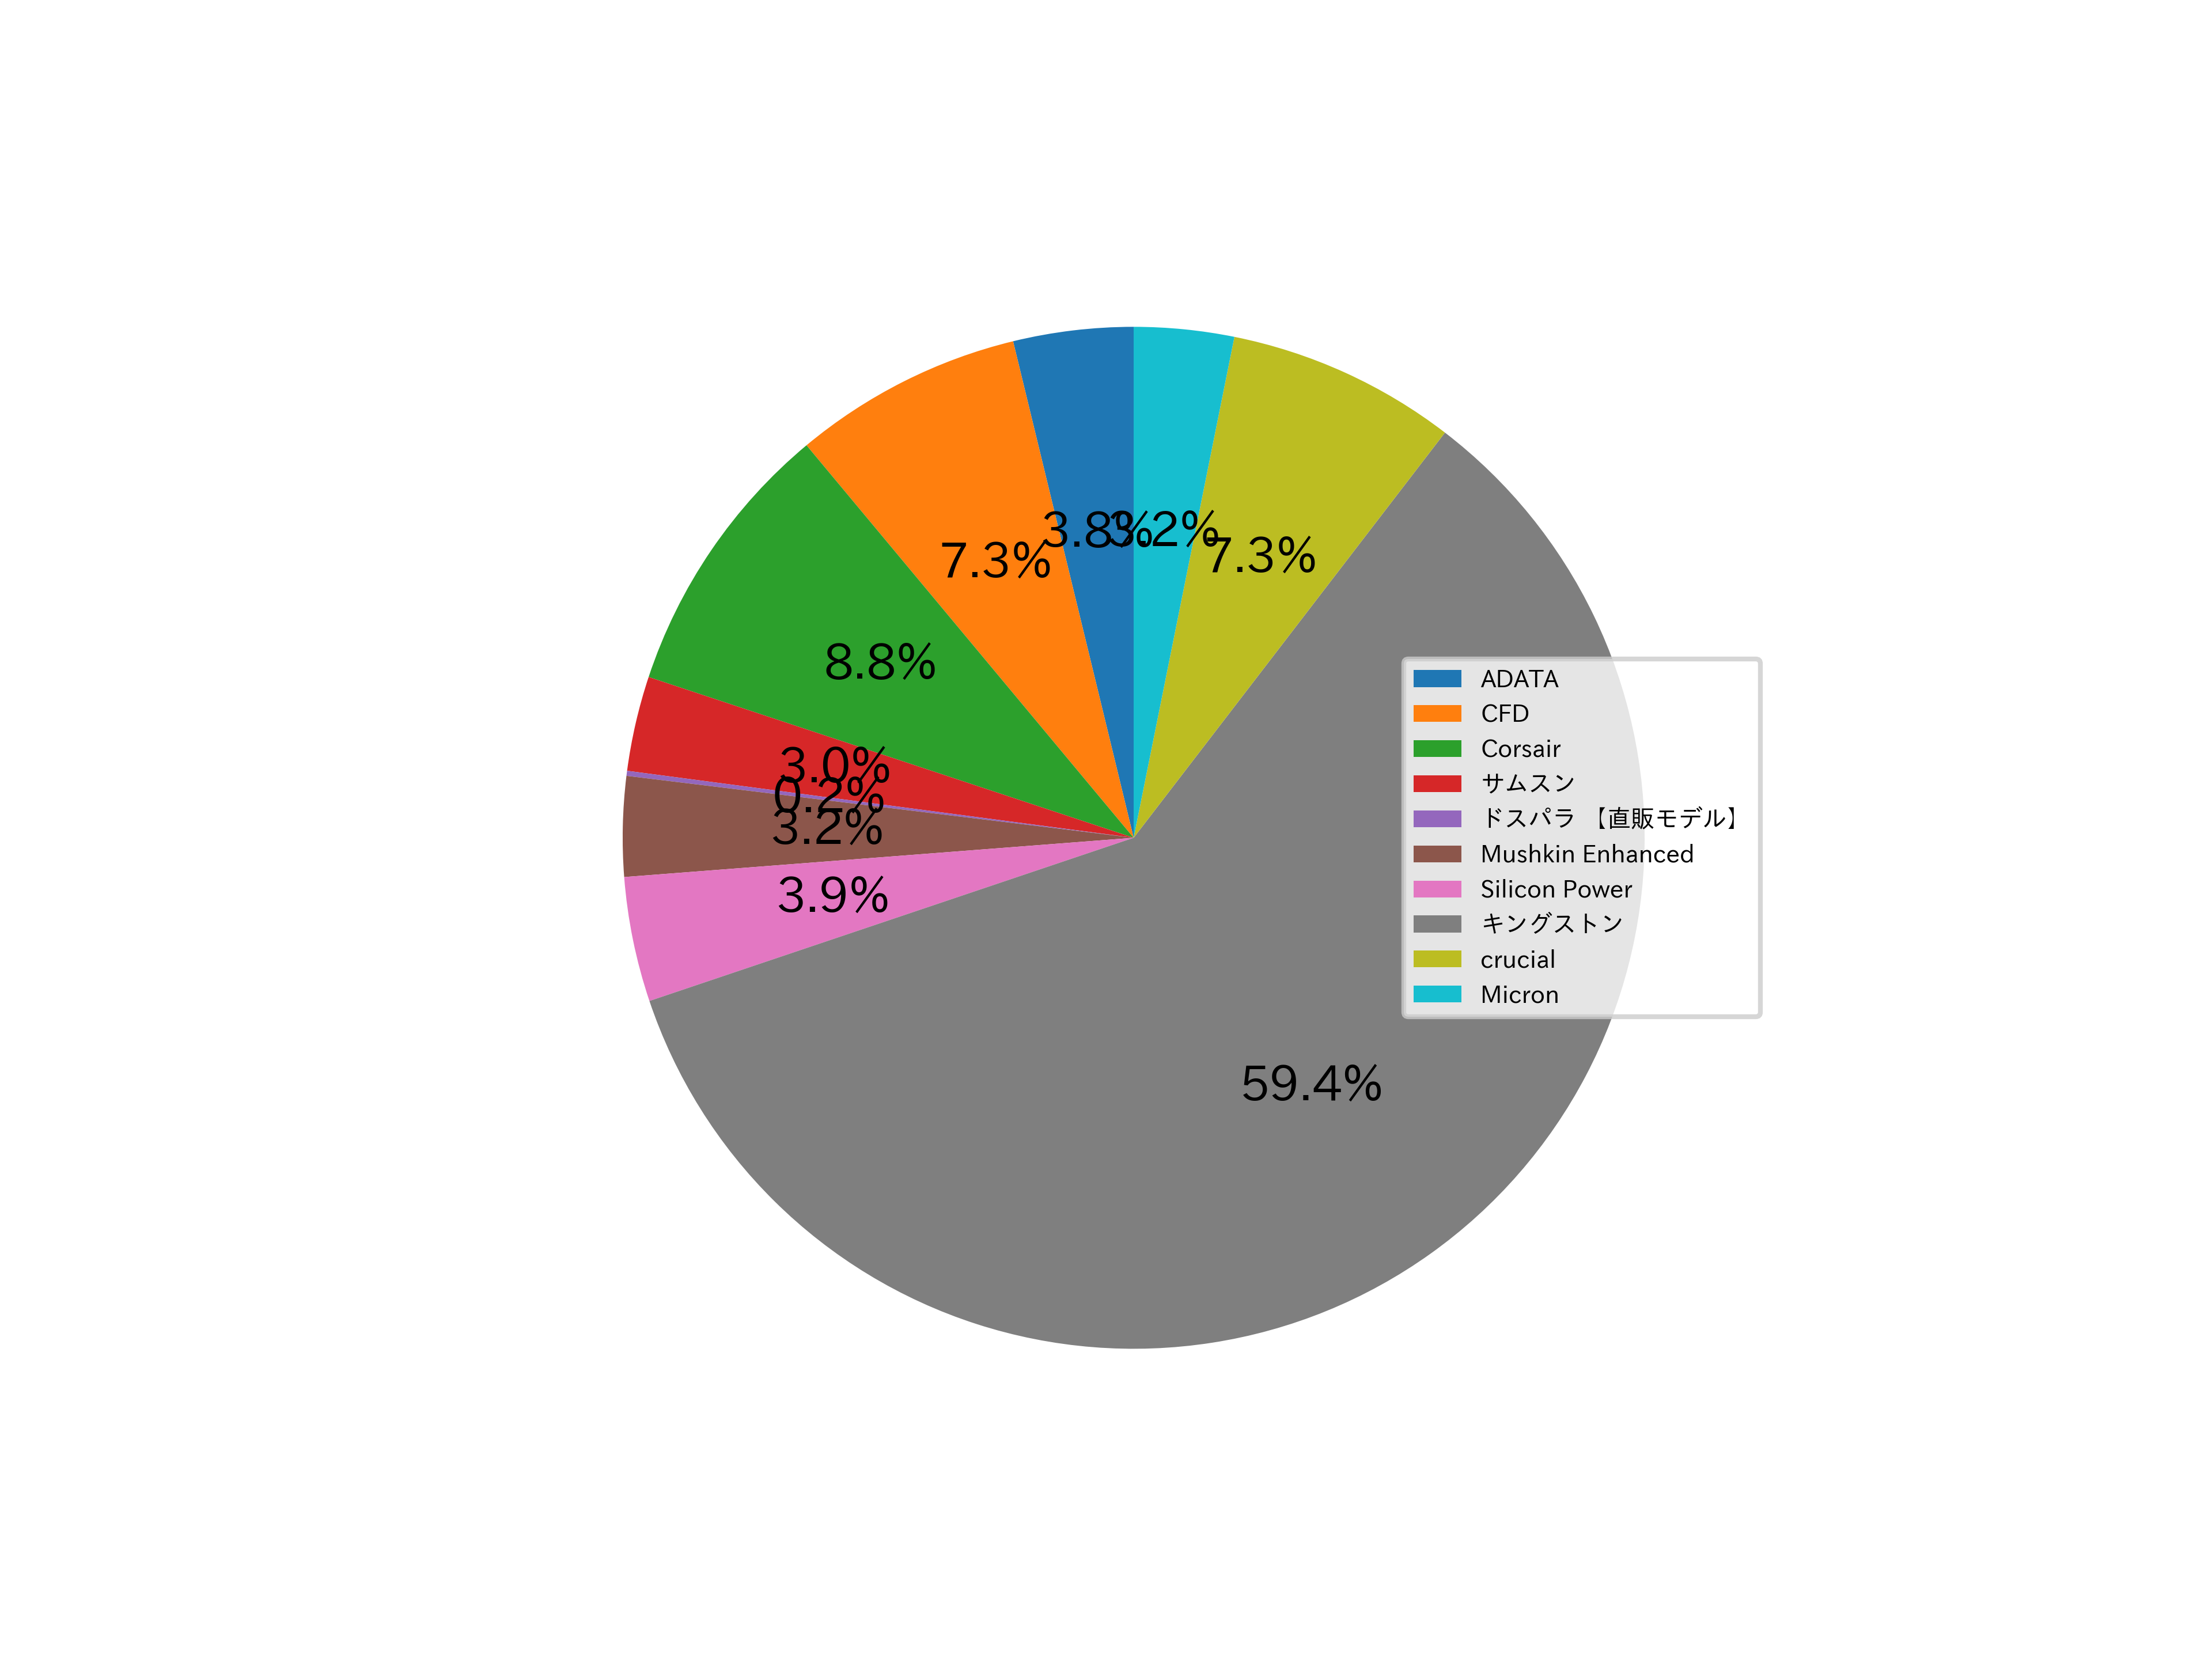 3.8%
3.2%
7.3%
7.3%
8.8%
3.0%
0.2%
3.2%
3.9%
59.4%
ADATA
CFD
Corsair
サムスン
ドスパラ 【直販モデル】
Mushkin Enhanced
Silicon Power
キングストン
crucial
Micron